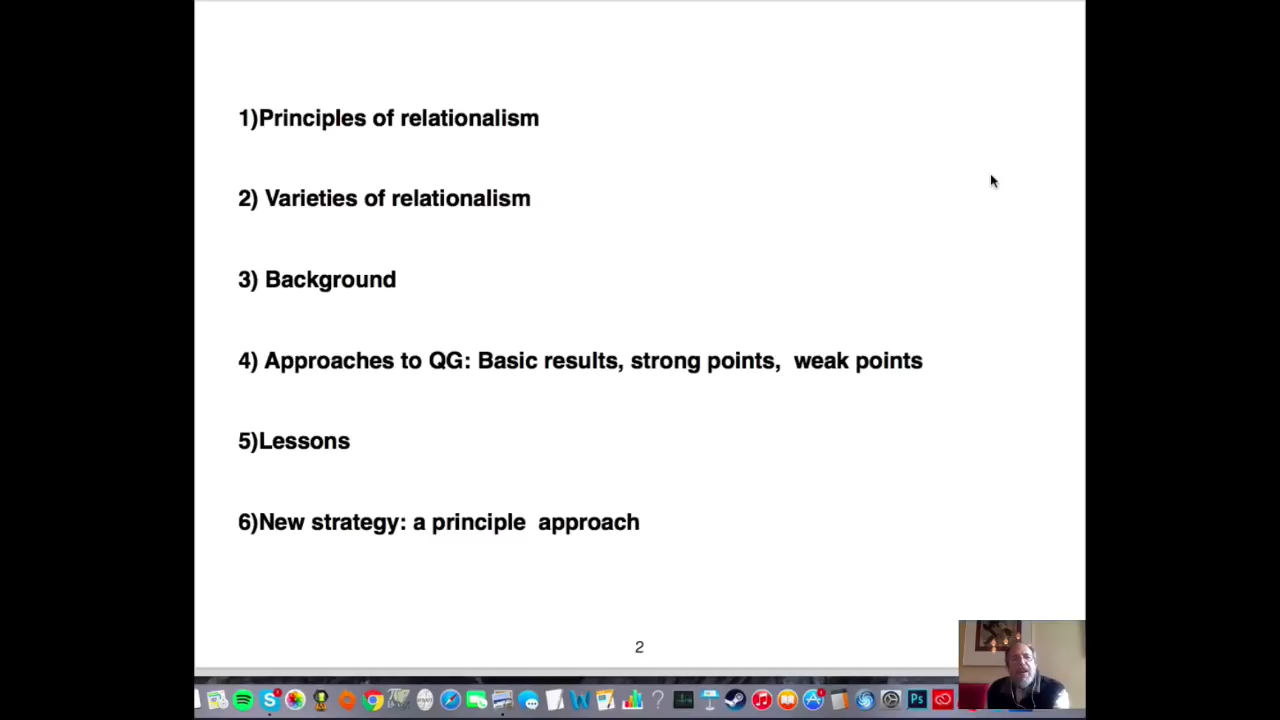 1)Principles of relationalism
2) Varieties of relationalism
3) Background
4) Approaches to QG: Basic results, strong points,  weak points
5)Lessons
6)New strategy: a principle  approach
2
Ps